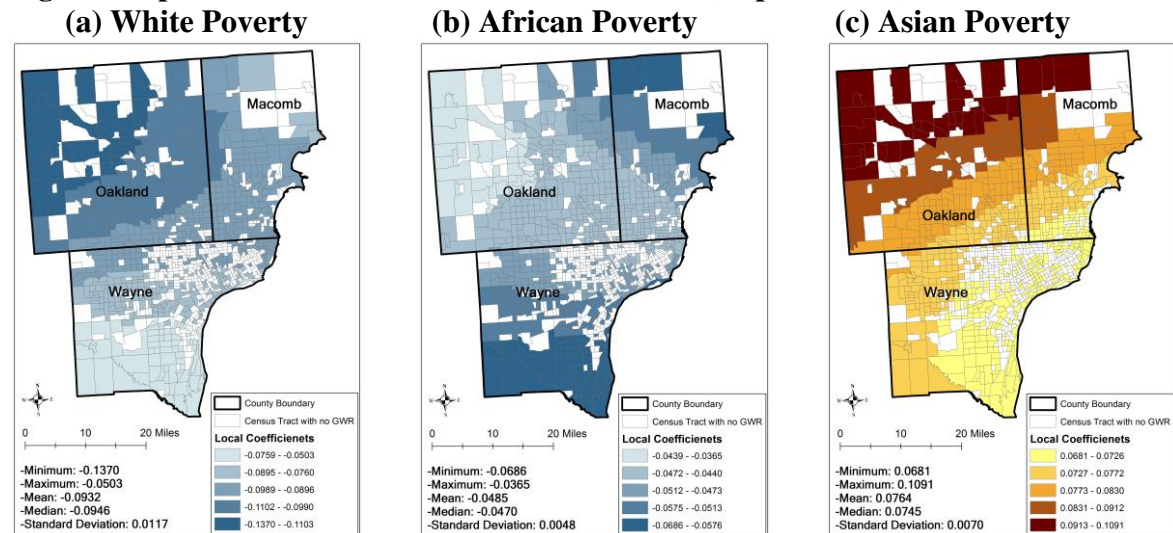 (a) White Poverty
(b) African Poverty
(c) Asian Poverty
Macomb
Oakland
Wayne
N
W E
S
0 10 20 Miles
County Boundary
Census Tract with no GWR
Local Coefficienets
-0.0759 - -0.0503
-0.0895 - -0.0760
-0.0989 - -0.0896
-0.1102 - -0.0990
-0.1370 - -0.1103
-Minimum: -0.1370
-Maximum: -0.0503
-Mean: -0.0932
-Median: -0.0946
-Standard Deviation: 0.0117
Macomb
Oakland
Wayne
N
W E
S
0 10 20 Miles
County Boundary
Census Tract with no GWR
Local Coefficienets
-0.0439 - -0.0365
-0.0472 - -0.0440
-0.0512 - -0.0473
-0.0575 - -0.0513
-0.0686 - -0.0576
-Minimum: -0.0686
-Maximum: -0.0365
-Mean: -0.0485
-Median: -0.0470
-Standard Deviation: 0.0048
Macomb
Oakland
Wayne
N
W E
S
0 10 20 Miles
County Boundary
Census Tract with no GWR
Local Coefficienets
0.0681 - 0.0726
0.0727 - 0.0772
0.0773 - 0.0830
0.0831 - 0.0912
0.0913 - 0.1091
-Minimum: 0.0681
-Maximum: 0.1091
-Mean: 0.0764
-Median: 0.0745
-Standard Deviation: 0.0070